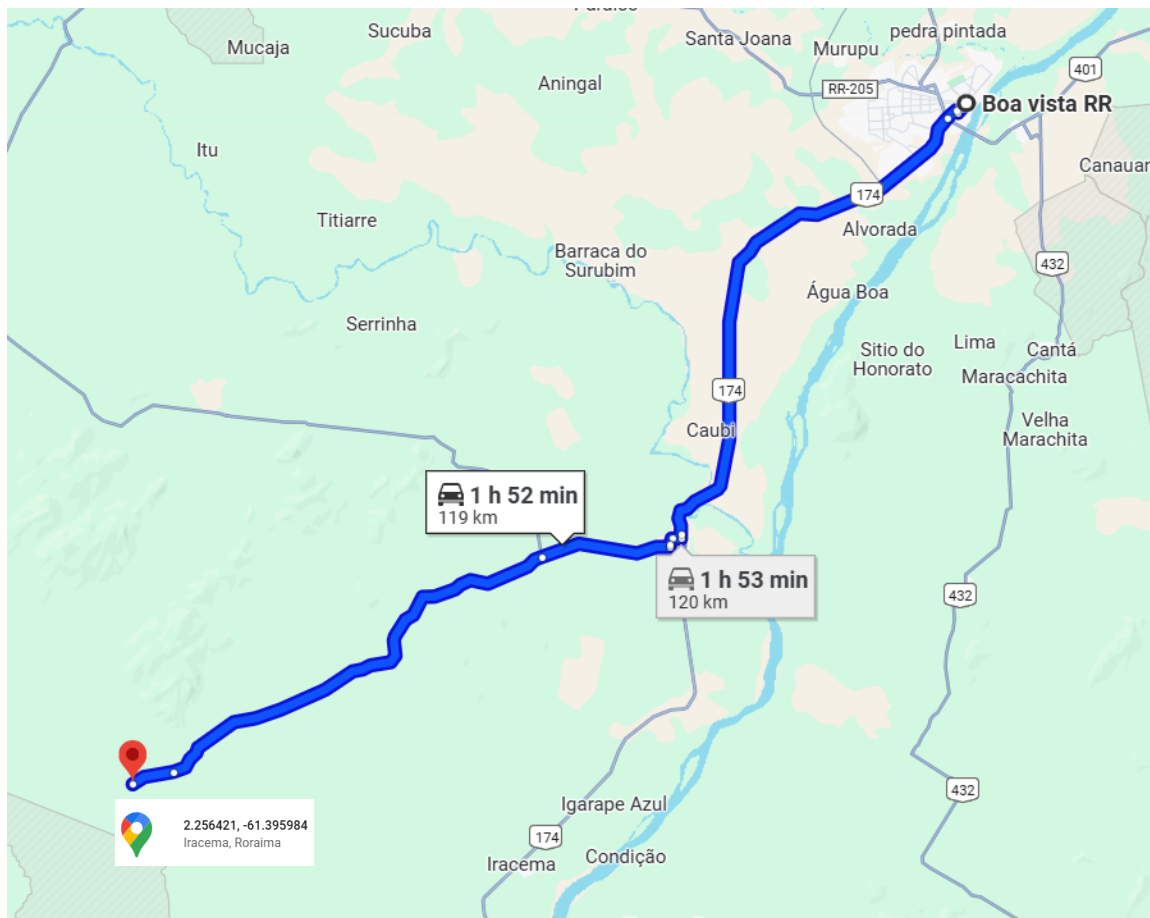 Mucaja
Sucuba
Santa Joana
Murupu
pedra pintada
Aningal
RR-205
401
Boa vista RR
Itu
Canauar
174
Titiarre
Alvorada
Barraca do
Surubim
432
Água Boa
Serrinha
Sitio do
Honorato
Lima
Cantá
Maracachita
174
Caubi
Velha
Marachita
1 h 52 min
119 km
1 h 53 min
120 km
432
432
2.256421, -61.395984
Iracema, Roraima
Igarape Azul
174
Iracema
Condição